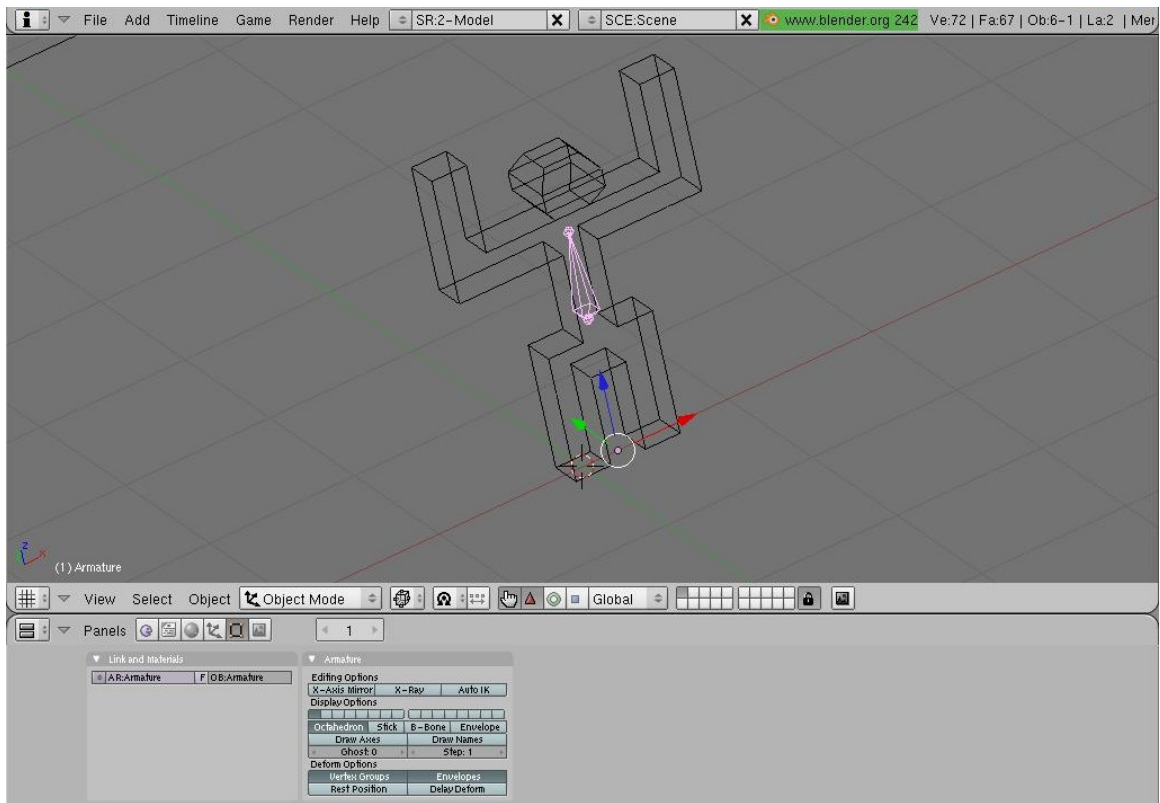 File Add Timeline Game Render Help SR:2-Model X SCE:Scene X www.blender.org 242 Ve:72 | Fa:67 | Ob:6-1 | La:2 | Mer
z x
(1) Armature
View Select Object Object Mode Global
Panels 1
Link and Materials
AR:Armature F OB:Armature
Armature
Editing Options
X-Axis Mirror X-Ray Auto IK
Display Options
Octahedron Stick B-Bone Envelope
Draw Axes Draw Names
Ghost: 0 Step: 1
Deform Options
Vertex Groups Envelopes
Rest Position Delay Deform